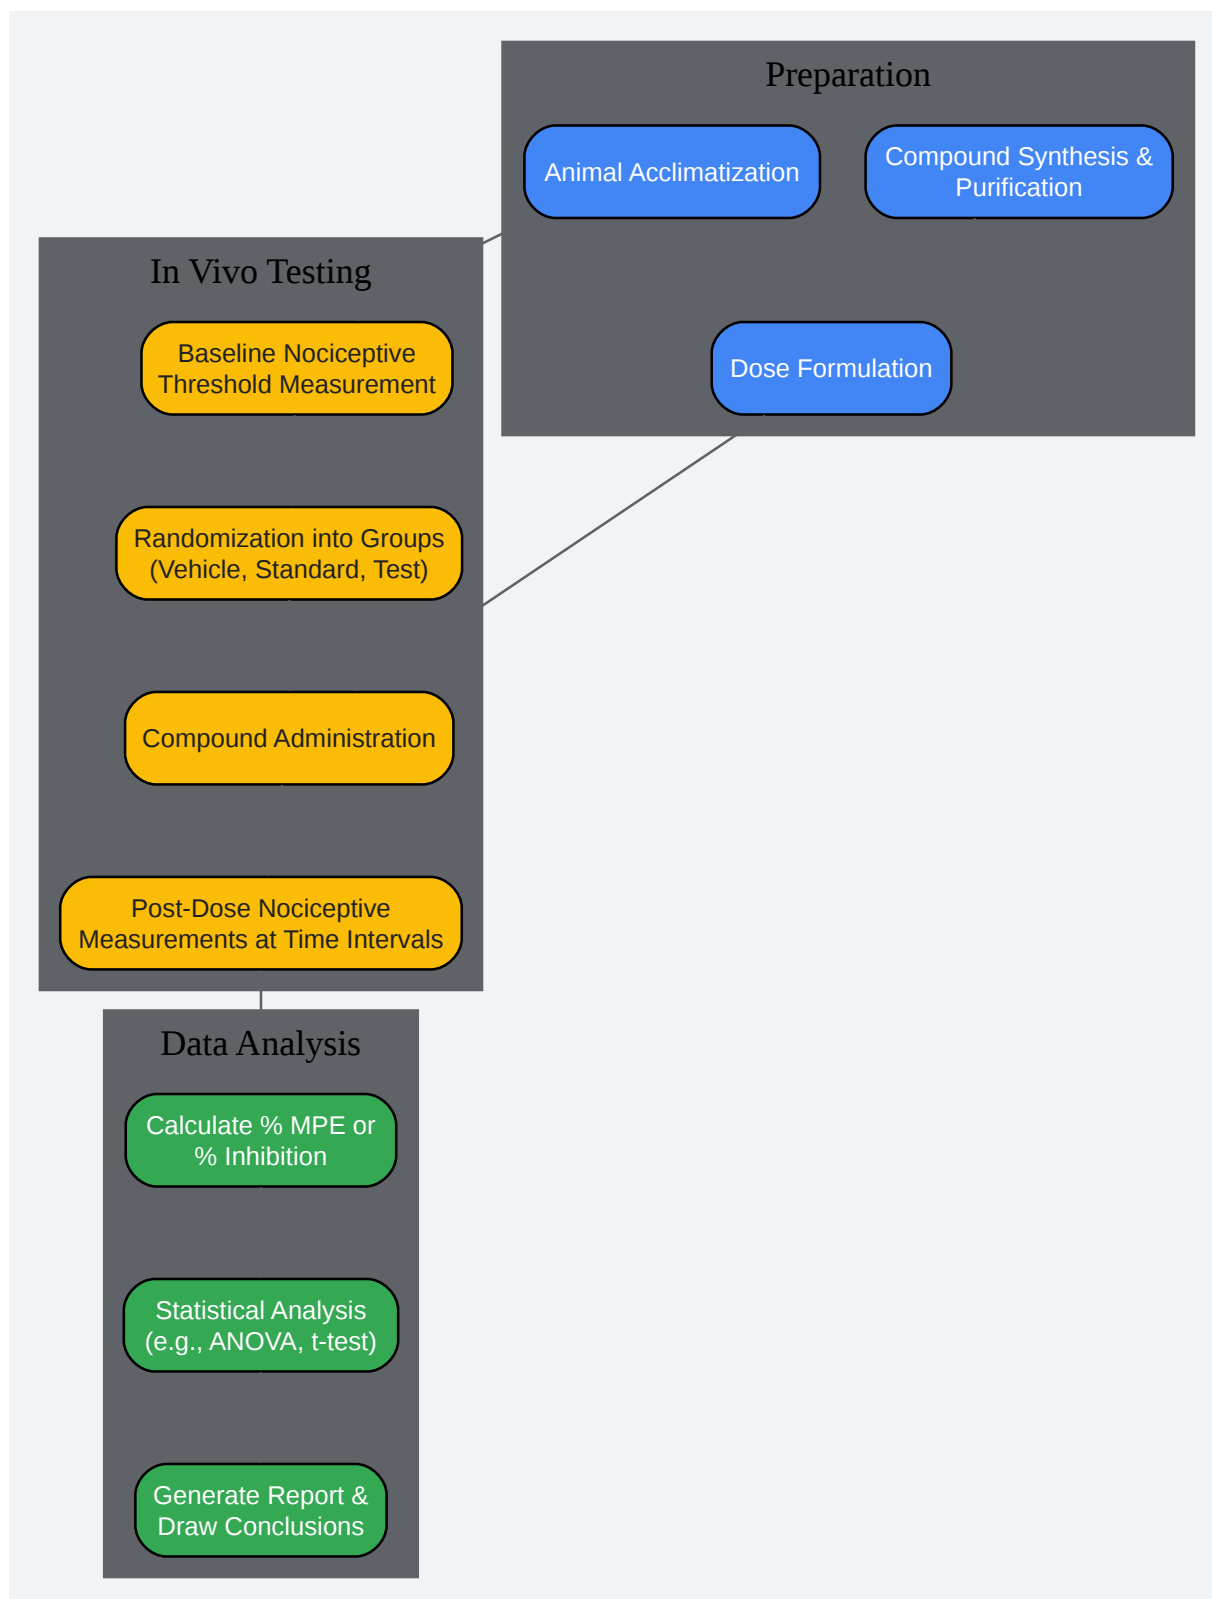 Preparation
Animal Acclimatization
Compound Synthesis &
Purification
Dose Formulation
In Vivo Testing
Baseline Nociceptive
Threshold Measurement
Randomization into Groups
(Vehicle, Standard, Test)
Compound Administration
Post-Dose Nociceptive
Measurements at Time Intervals
Data Analysis
Calculate % MPE or
% Inhibition
Statistical Analysis
(e.g., ANOVA, t-test)
Generate Report &
Draw Conclusions